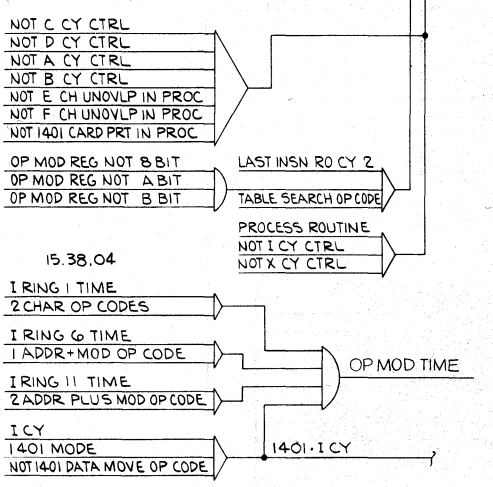 NOT C CY CTRL
NOT D CY CTRL
NOT A CY CTRL
NOT B CY CTRL
NOT E CH UNOVLP IN PROC
NOT F CH UNOVLP IN PROC
NOT 1401 CARD PRT IN PROC
OP MOD REG NOT 8 BIT
OP MOD REG NOT A BIT
OP MOD REG NOT B BIT
LAST INSN RO CY 2
TABLE SEARCH OP CODE
PROCESS ROUTINE
NOT I CY CTRL
NOT X CY CTRL
15.38.04
I RING 1 TIME
2 CHAR OP CODES
I RING 6 TIME
1 ADDR+MOD OP CODE
I RING 11 TIME
2 ADDR PLUS MOD OP CODE
OP MOD TIME
I CY
1401 MODE
NOT 1401 DATA MOVE OP CODE
1401 · I CY